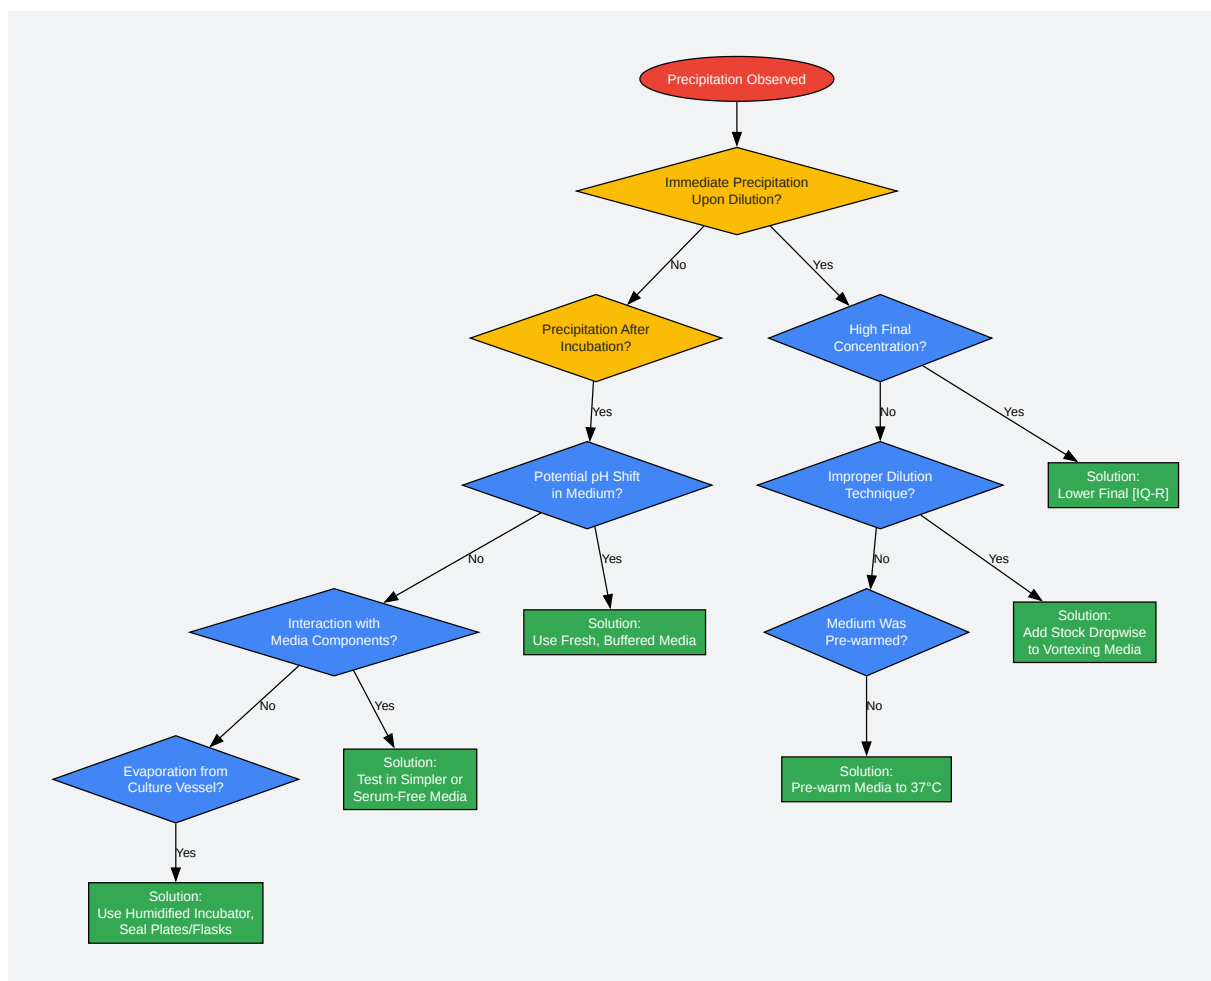 Precipitation Observed
Immediate Precipitation
Upon Dilution?
No
Yes
Precipitation After
Incubation?
High Final
Concentration?
Yes
No
Yes
Potential pH Shift
in Medium?
Improper Dilution
Technique?
Solution:
Lower Final [IQ-R]
No
Yes
No
Yes
Interaction with
Media Components?
Solution:
Use Fresh, Buffered Media
Medium Was
Pre-warmed?
Solution:
Add Stock Dropwise
to Vortexing Media
No
Yes
No
Evaporation from
Culture Vessel?
Solution:
Test in Simpler or
Serum-Free Media
Solution:
Pre-warm Media to 37°C
Yes
Solution:
Use Humidified Incubator,
Seal Plates/Flasks